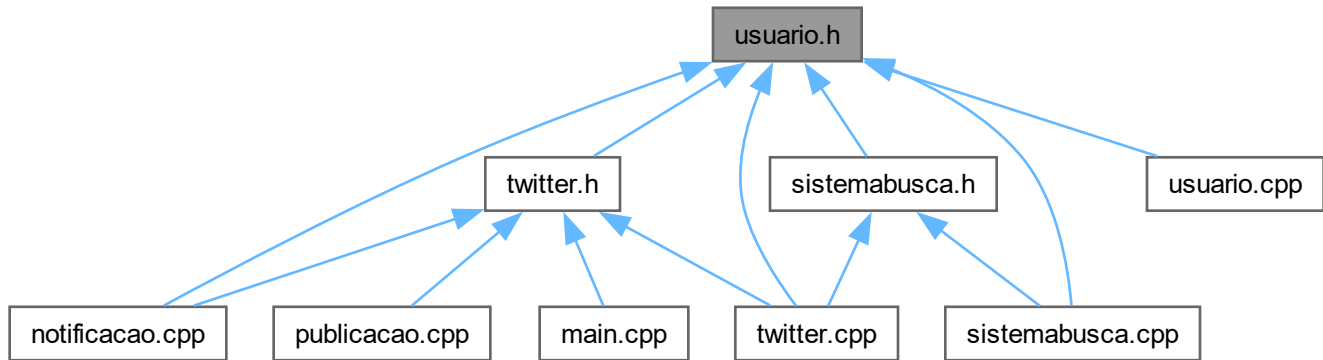 usuario.h
twitter.h
sistemabusca.h
usuario.cpp
notificacao.cpp
publicacao.cpp
main.cpp
twitter.cpp
sistemabusca.cpp